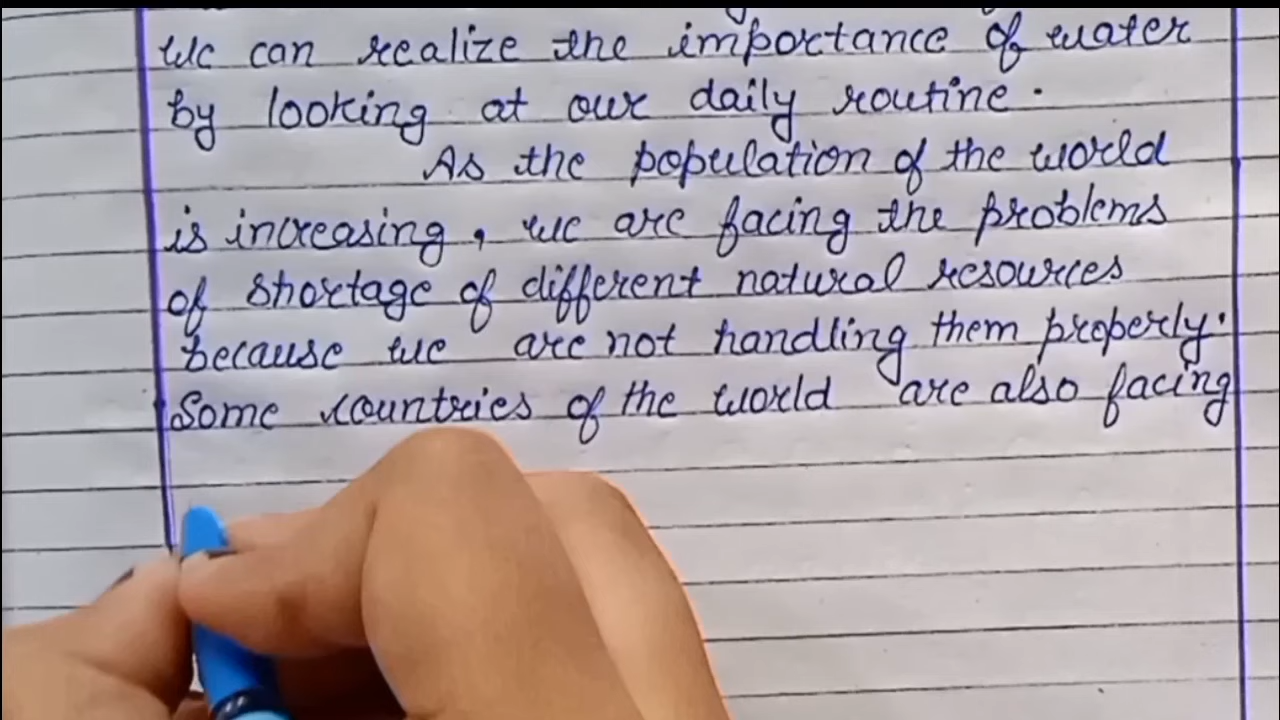 we can realize the importance of water
by looking at our daily routine.
As the population of the world
is increasing, we are facing the problems
of shortage of different natural resources
because we are not handling them properly.
Some countries of the world are also facing